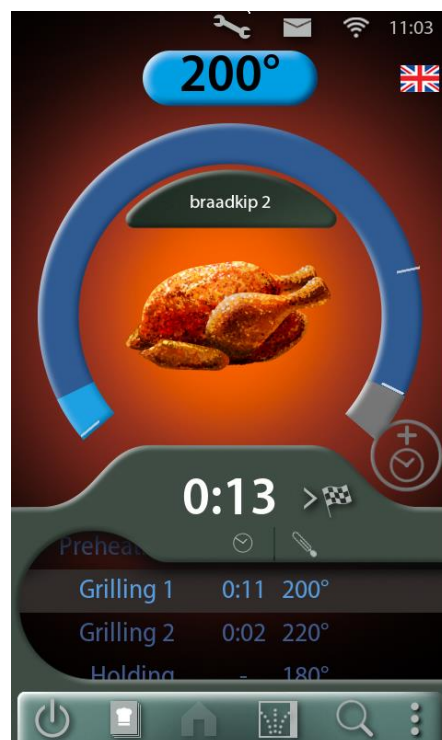 11:03
200°
braadkip 2
0:13
Grilling 1 0:11 200°
Grilling 2 0:02 220°
Holding - 180°